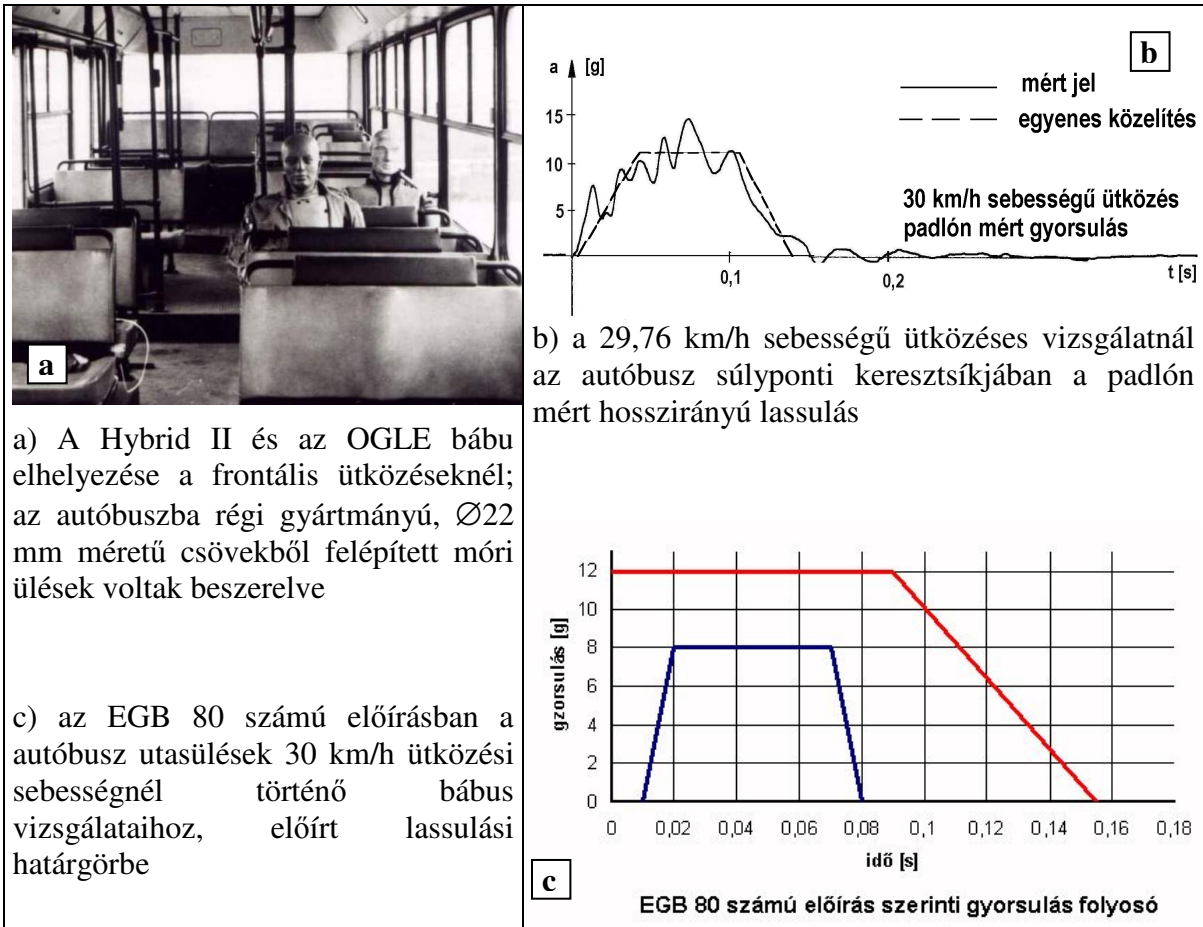 a
a) A Hybrid II és az OGLE bábu
elhelyezése a frontális ütközéseknél;
az autóbuszba régi gyártmányú, ∅22
mm méretű csövekből felépített móri
ülések voltak beszerelve
c) az EGB 80 számú előírásban a
autóbusz utasülések 30 km/h ütközési
sebességnél történő bábus
vizsgálataihoz, előírt lassulási
határgörbe
b
a [g]
mért jel
egyenes közelítés
15
10
5
30 km/h sebességű ütközés
padlón mért gyorsulás
0,1
0,2
t [s]
b) a 29,76 km/h sebességű ütközéses vizsgálatnál
az autóbusz súlyponti keresztsíkjában a padlón
mért hosszirányú lassulás
gzorsulás [g]
12
10
8
6
4
2
0
0 0,02 0,04 0,06 0,08 0,1 0,12 0,14 0,16 0,18
idő [s]
c
EGB 80 számú előírás szerinti gyorsulás folyosó